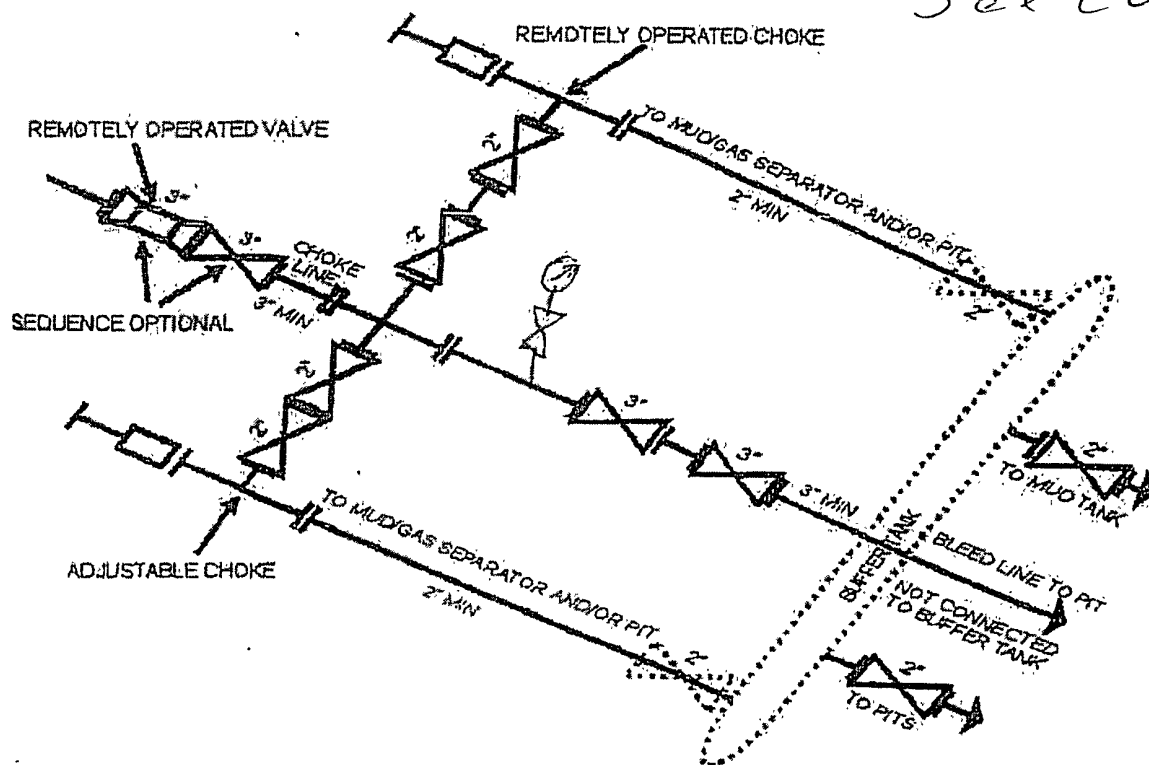 REMOTELY OPERATED CHOKE
REMOTELY OPERATED VALVE
2"
TO MUD/GAS SEPARATOR AND/OR PIT
2" MIN
3"
3"
2"
CHOKE
LINE
3" MIN
SEQUENCE OPTIONAL
2"
2"
3"
2"
3"
2"
TO MUD TANK
3" MIN
TO MUD/GAS SEPARATOR AND/OR PIT
2" MIN
ADJUSTABLE CHOKE
BUFFER TANK
BLEED LINE TO PIT
NOT CONNECTED
TO BUFFER TANK
2"
2"
TO PITS